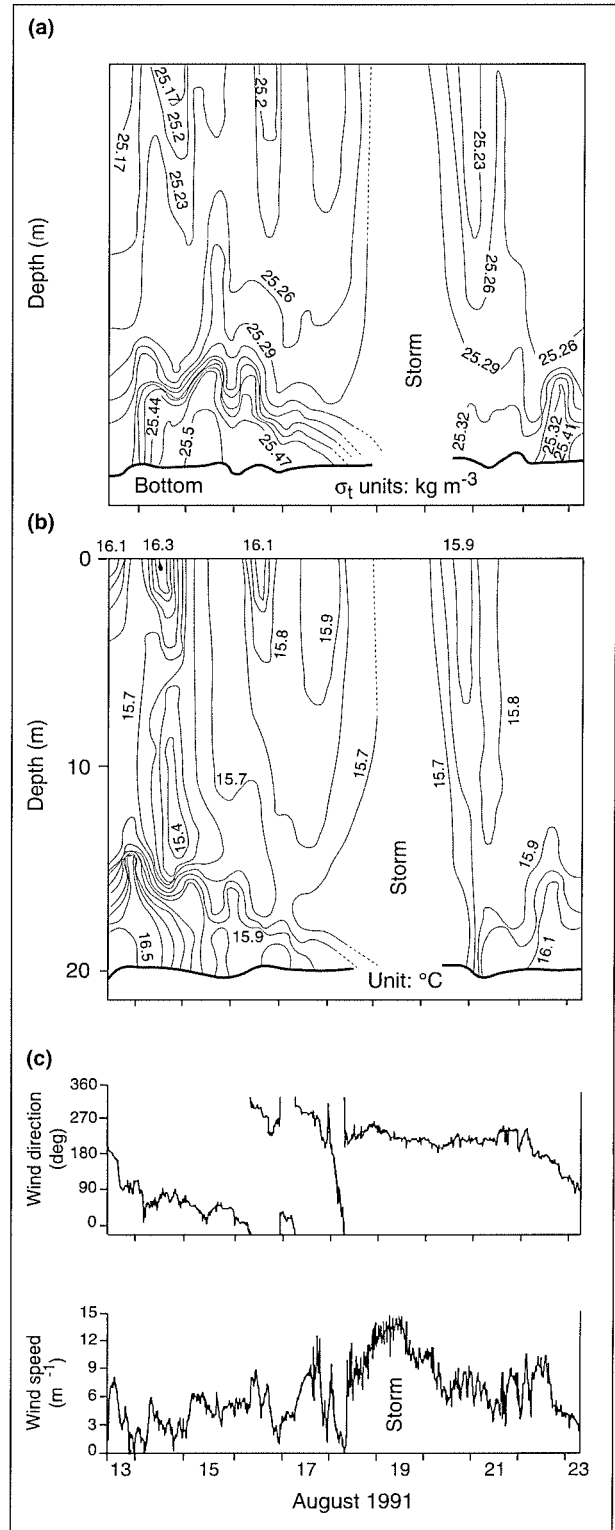 (a)
25.17
25.17
25.2
25.23
25.2
25.26
25.29
25.44
25.5
25.47
Depth (m)
Storm
25.23
25.26
25.29
25.26
25.32
25.32
25.41
Bottom
σt units: kg m-3
(b)
16.1
16.3
16.1
15.9
0
10
20
Depth (m)
15.7
15.4
15.8
15.9
15.7
15.7
16.5
15.9
Storm
15.7
15.8
15.9
16.1
Unit: °C
(c)
Wind direction
(deg)
360
270
180
90
0
Wind speed
(m -1)
15
12
9
6
3
0
Storm
13 15 17 18 19 21 22 23
August 1991